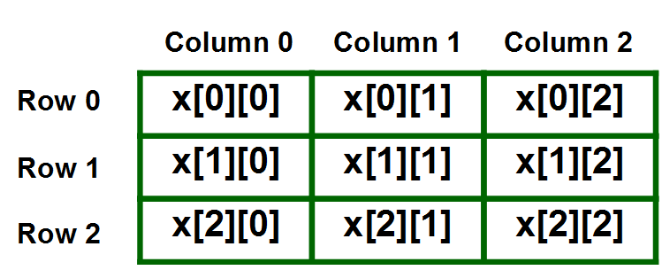 Column 0 Column 1 Column 2
Row 0 x[0][0] x[0][1] x[0][2]
Row 1 x[1][0] x[1][1] x[1][2]
Row 2 x[2][0] x[2][1] x[2][2]